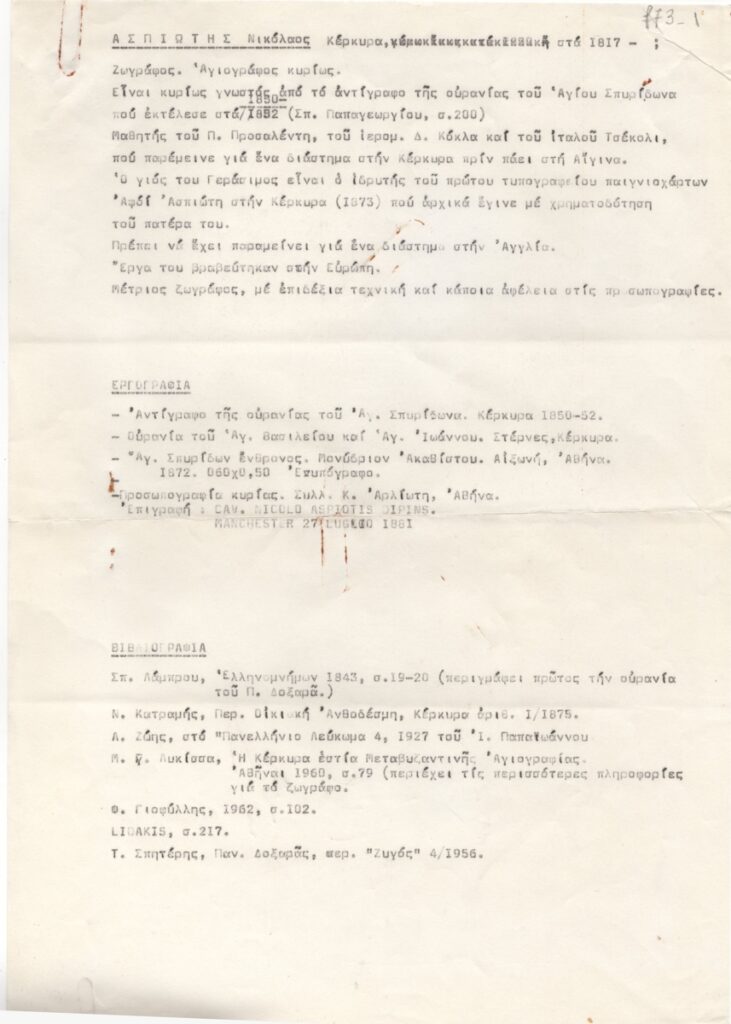 173-1
ΑΣΠΙΩΤΗΣ Νικόλαος Κέρκυρα, στά 1817 - ;
Ζωγράφος. Ἁγιογράφος κυρίως.
Εἶναι κυρίως γνωστός ἀπό τό ἀντίγραφο τῆς οὐρανίας τοῦ Ἁγίου Σπυρίδωνα
1850-
πού ἐκτέλεσε στά/1852 (Σπ. Παπαγεωργίου, σ.200)
Μαθητής τοῦ Π. Προσαλέντη, τοῦ ἱερομ. Δ. Κόκλα καί τοῦ ἰταλοῦ Τσέκολι,
πού παρέμεινε γιά ἕνα διάστημα στήν Κέρκυρα πρίν πάει στή Αἴγινα.
Ὁ γιός του Γεράσιμος εἶναι ὁ ἱδρυτής τοῦ πρώτου τυπογραφείου παιγνιοχάρτων
Ἀφοί Ἀσπιώτη στήν Κέρκυρα (1873) πού ἀρχικά ἔγινε μέ χρηματοδότηση
τοῦ πατέρα του.
Πρέπει νά ἔχει παραμείνει γιά ἕνα διάστημα στήν Ἀγγλία.
Ἔργα του βραβεύτηκαν στήν Εὐρώπη.
Μέτριος ζωγράφος, μέ ἐπιδέξια τεχνική καί κάποια ἀφέλεια στίς προσωπογραφίες.
ΕΡΓΟΓΡΑΦΙΑ
- Ἀντίγραφο τῆς οὐρανίας τοῦ Ἁγ. Σπυρίδωνα. Κέρκυρα 1850-52.
- Οὐρανία τοῦ Ἁγ. Βασιλείου καί Ἁγ. Ἰωάννου. Στέρνες,Κέρκυρα.
- Ἅγ. Σπυρίδων ἔνθρονος. Μονύδριον Ἀκαθίστου. Αἰξωνή, Ἀθήνα.
1872. 060χ0,50 Ἐνυπόγραφο.
-Προσωπογραφία κυρίας. Συλλ. Κ. Ἀρλιώτη, Ἀθήνα.
Ἐπιγραφή : CAV. NICOLO ASPIOTIS DIPINS.
MANCHESTER 27 LUGLIO 1881
ΒΙΒΛΙΟΓΡΑΦΙΑ
Σπ. Λάμπρου, Ἑλληνομνήμων 1843, σ.19-20 (περιγράφει πρῶτος τήν οὐρανία
τοῦ Π. Δοξαρᾶ.)
Ν. Κατραμῆς, Περ. Οἰκιακή Ἀνθοδέσμη, Κέρκυρα ἀριθ. 1/1875.
Λ. Ζώης, στό "Πανελλήνιο Λεύκωμα 4, 1927 τοῦ Ἰ. Παπαϊωάννου
Μ. Λυκίσσα, Ἡ Κέρκυρα ἑστία Μεταβυζαντινῆς Ἁγιογραφίας.
Ἀθῆναι 1960, σ.79 (περιέχει τίς περισσότερες πληροφορίες
γιά τό ζωγράφο.
Θ. Γιοφύλλης, 1962, σ.102.
LIDAKIS, σ.217.
Τ. Σπητέρης, Παν. Δοξαρᾶς, περ. "Ζυγός" 4/1956.